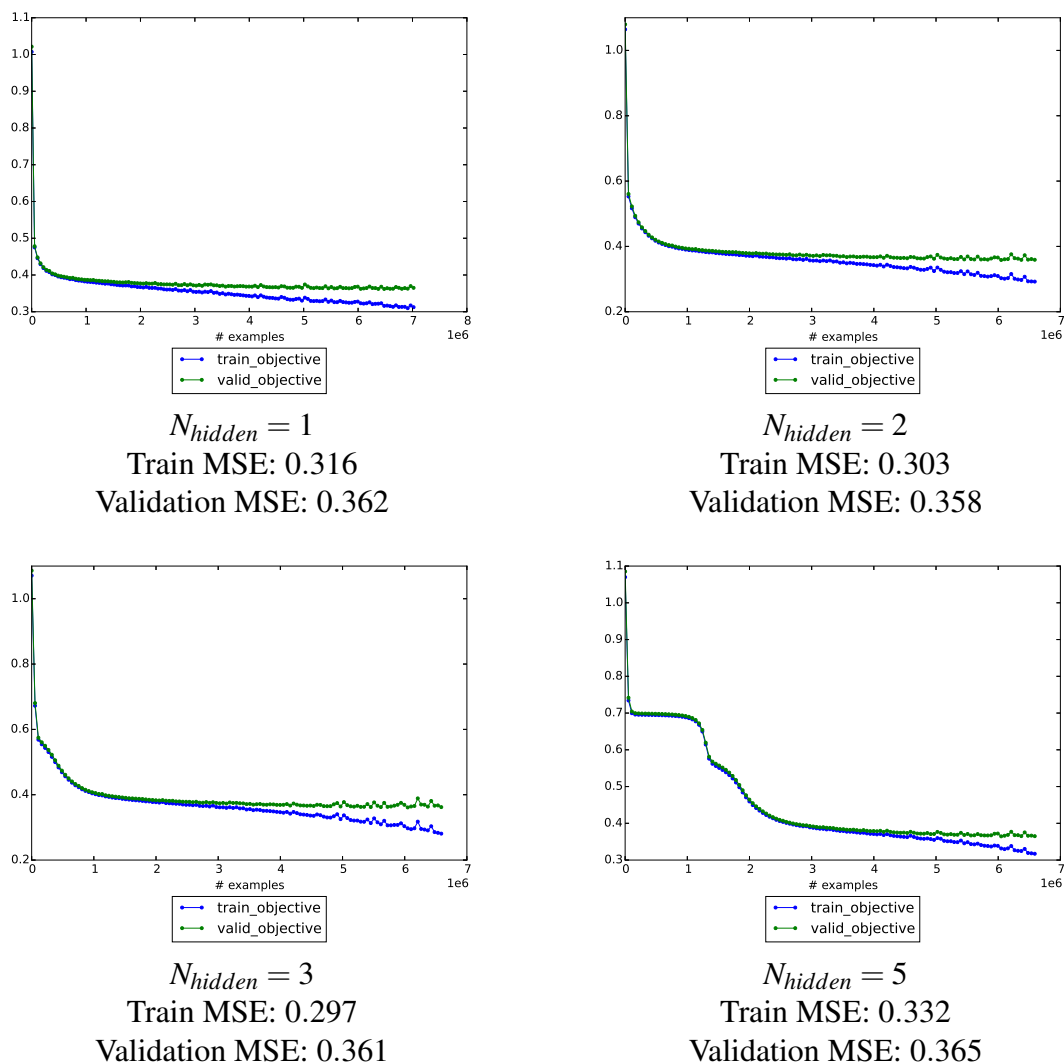 1.1
1.0
0.9
0.8
0.7
0.6
0.5
0.4
0.3
0 1 2 3 4 5 6 7 8
# examples
1e6
train_objective
valid_objective
N_hidden = 1
Train MSE: 0.316
Validation MSE: 0.362
1.0
0.8
0.6
0.4
0.2
0 1 2 3 4 5 6 7
# examples
1e6
train_objective
valid_objective
N_hidden = 2
Train MSE: 0.303
Validation MSE: 0.358
1.0
0.8
0.6
0.4
0.2
0 1 2 3 4 5 6 7
# examples
1e6
train_objective
valid_objective
N_hidden = 3
Train MSE: 0.297
Validation MSE: 0.361
1.1
1.0
0.9
0.8
0.7
0.6
0.5
0.4
0.3
0 1 2 3 4 5 6 7
# examples
1e6
train_objective
valid_objective
N_hidden = 5
Train MSE: 0.332
Validation MSE: 0.365